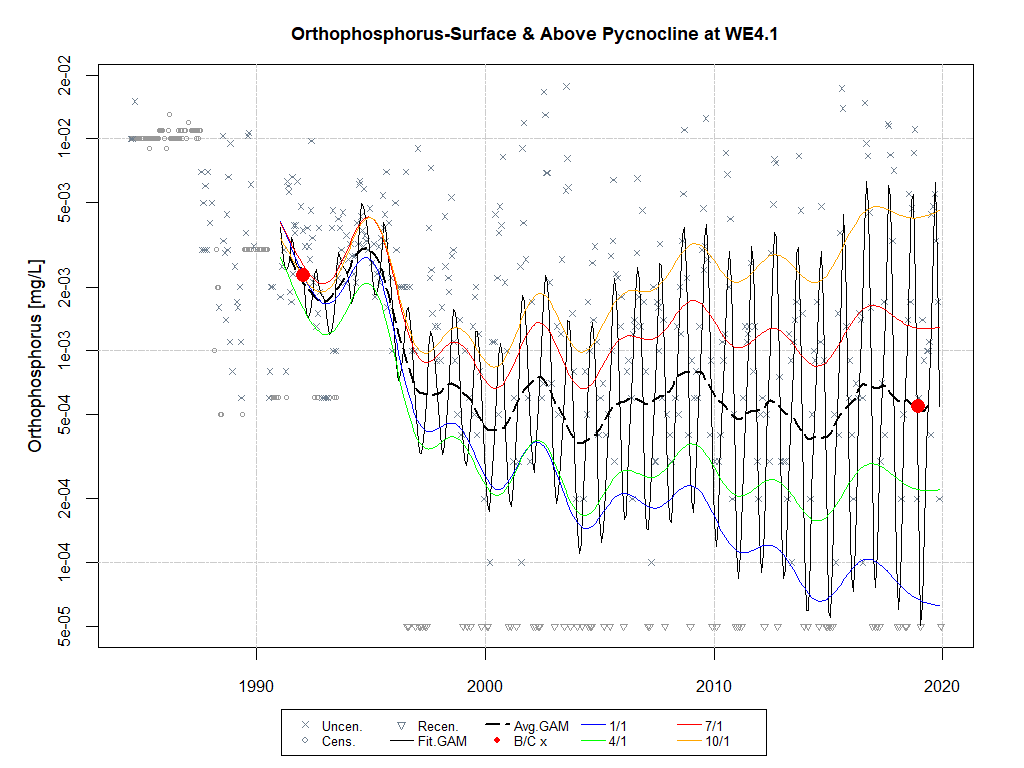 Orthophosphorus-Surface & Above Pycnocline at WE4.1
Orthophosphorus [mg/L]
2e-02
1e-02
5e-03
2e-03
1e-03
5e-04
2e-04
1e-04
5e-05
1990 2000 2010 2020
Uncen. Recen. Avg.GAM 1/1 7/1
Cens. Fit.GAM B/C x 4/1 10/1